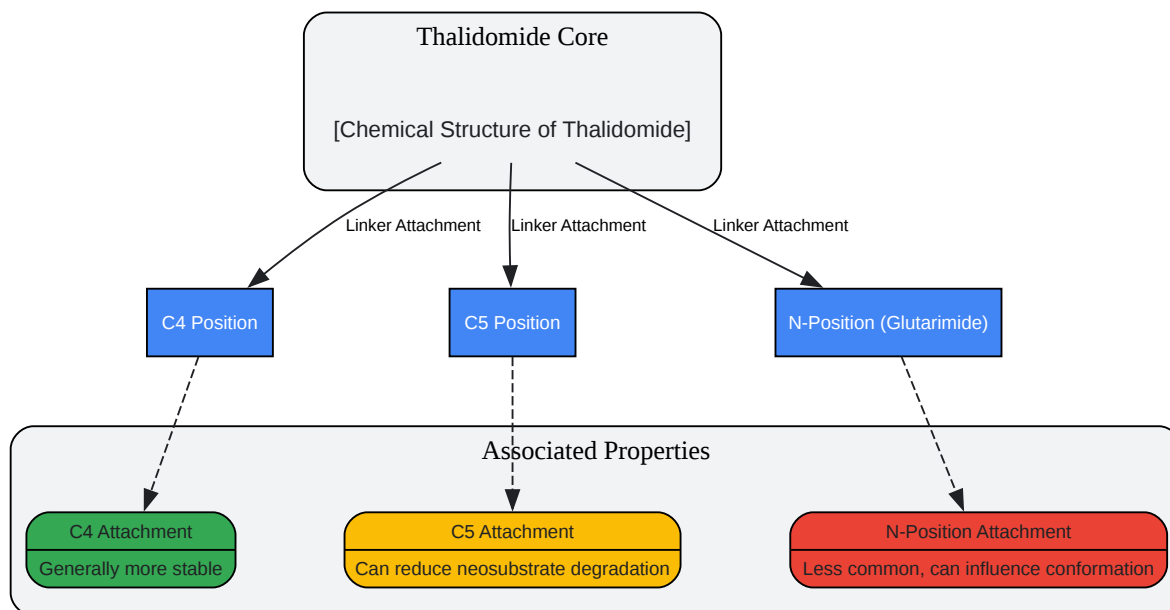 Thalidomide Core
[Chemical Structure of Thalidomide]
Linker Attachment
Linker Attachment
Linker Attachment
C4 Position
C5 Position
N-Position (Glutarimide)
Associated Properties
C4 Attachment
Generally more stable
C5 Attachment
Can reduce neosubstrate degradation
N-Position Attachment
Less common, can influence conformation